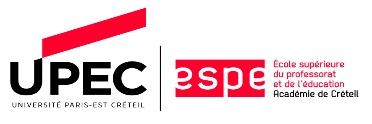 UPEC
UNIVERSITÉ PARIS-EST CRÉTEIL
espe
École supérieure
du professorat
et de l'éducation
Académie de Créteil